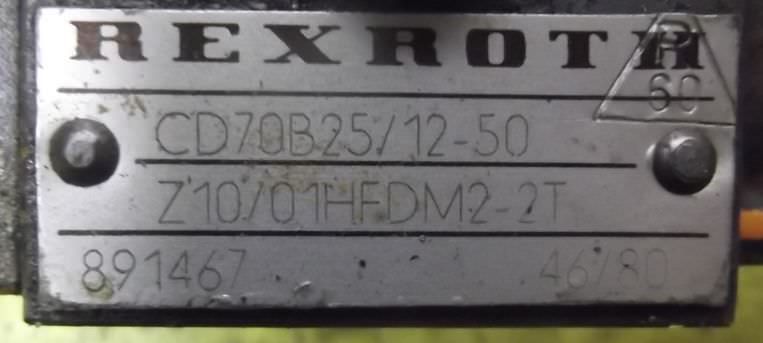 REXROTH
P
60
CD70B25/12-50
Z10/01HFDM2-2T
891467 46/80